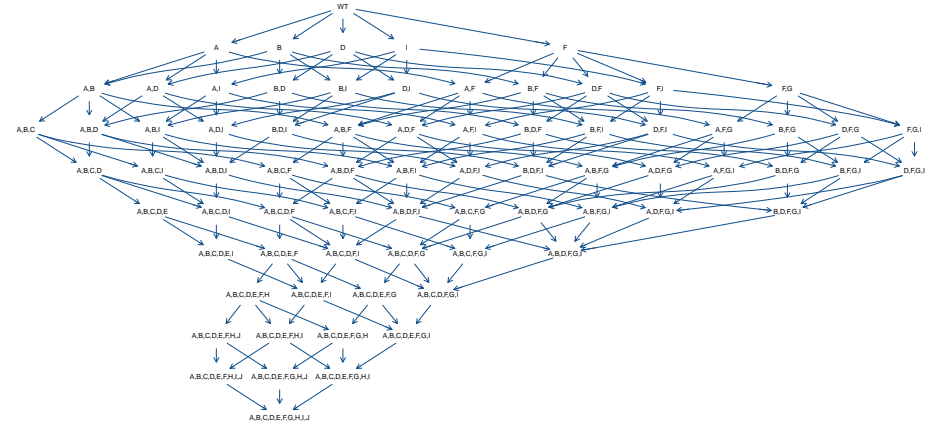 WT
A B D I F
A,B A,D A,I B,D B,I D,I A,F B,F D,F F,I F,G
A,B,C A,B,D A,B,I A,D,I B,D,I A,B,F A,D,F A,F,I B,D,F B,F,I D,F,I A,F,G B,F,G D,F,G F,G,I
A,B,C,D A,B,C,I A,B,D,I A,B,C,F A,B,D,F A,B,F,I A,D,F,I B,D,F,I A,B,F,G A,D,F,G A,F,G,I B,D,F,G B,F,G,I D,F,G,I
A,B,C,D,E A,B,C,D,I A,B,C,D,F A,B,C,F,I A,B,D,F,I A,B,C,F,G A,B,D,F,G A,B,F,G,I A,D,F,G,I B,D,F,G,I
A,B,C,D,E,I A,B,C,D,E,F A,B,C,D,F,I A,B,C,D,F,G A,B,C,F,G,I A,B,D,F,G,I
A,B,C,D,E,F,H A,B,C,D,E,F,I A,B,C,D,E,F,G A,B,C,D,F,G,I
A,B,C,D,E,F,H,J A,B,C,D,E,F,H,I A,B,C,D,E,F,G,H A,B,C,D,E,F,G,I
A,B,C,D,E,F,H,I,J A,B,C,D,E,F,G,H,J A,B,C,D,E,F,G,H,I
A,B,C,D,E,F,G,H,I,J